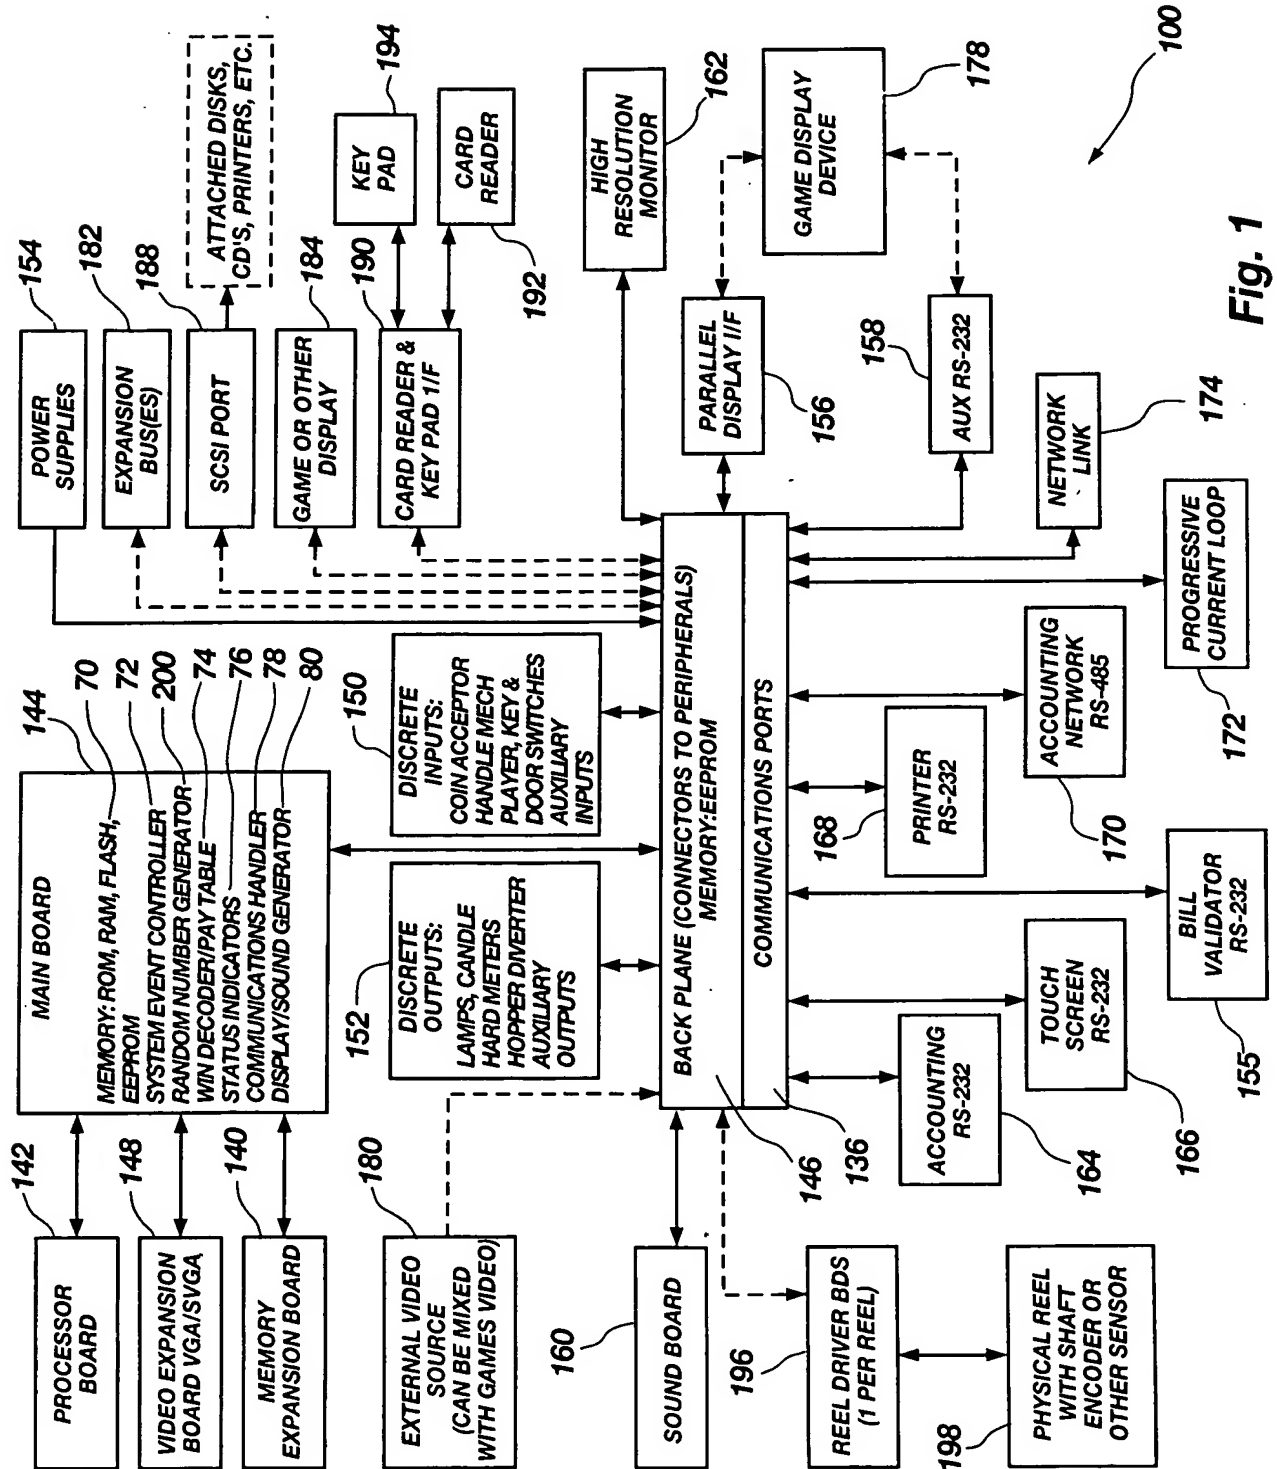 142
PROCESSOR
BOARD
148
VIDEO EXPANSION
BOARD VGA/SVGA
140
MEMORY
EXPANSION BOARD
144
MAIN BOARD
MEMORY: ROM, RAM, FLASH,
EEPROM
SYSTEM EVENT CONTROLLER
RANDOM NUMBER GENERATOR
WIN DECODER/PAY TABLE
STATUS INDICATORS
COMMUNICATIONS HANDLER
DISPLAY/SOUND GENERATOR
70
72
200
74
76
78
80
154
POWER
SUPPLIES
182
EXPANSION
BUS(ES)
188
SCSI PORT
ATTACHED DISKS,
CD'S, PRINTERS, ETC.
184
GAME OR OTHER
DISPLAY
190
CARD READER &
KEY PAD 1/F
194
KEY
PAD
CARD
READER
192
180
EXTERNAL VIDEO
SOURCE
(CAN BE MIXED
WITH GAMES VIDEO)
152
DISCRETE
OUTPUTS:
LAMPS, CANDLE
HARD METERS
HOPPER DIVERTER
AUXILIARY
OUTPUTS
150
DISCRETE
INPUTS:
COIN ACCEPTOR
HANDLE MECH
PLAYER, KEY &
DOOR SWITCHES
AUXILIARY
INPUTS
160
SOUND BOARD
BACK PLANE (CONNECTORS TO PERIPHERALS)
MEMORY:EEPROM
COMMUNICATIONS PORTS
146
136
HIGH
RESOLUTION
MONITOR
162
PARALLEL
DISPLAY I/F
156
GAME DISPLAY
DEVICE
178
158
AUX RS-232
196
REEL DRIVER BDS
(1 PER REEL)
198
PHYSICAL REEL
WITH SHAFT
ENCODER OR
OTHER SENSOR
ACCOUNTING
RS-232
164
TOUCH
SCREEN
RS-232
166
BILL
VALIDATOR
RS-232
155
168
PRINTER
RS-232
ACCOUNTING
NETWORK
RS-485
170
PROGRESSIVE
CURRENT LOOP
172
NETWORK
LINK
174
100
Fig. 1